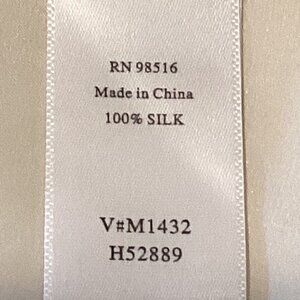 RN 98516
Made in China
100% SILK
V#M1432
H52889